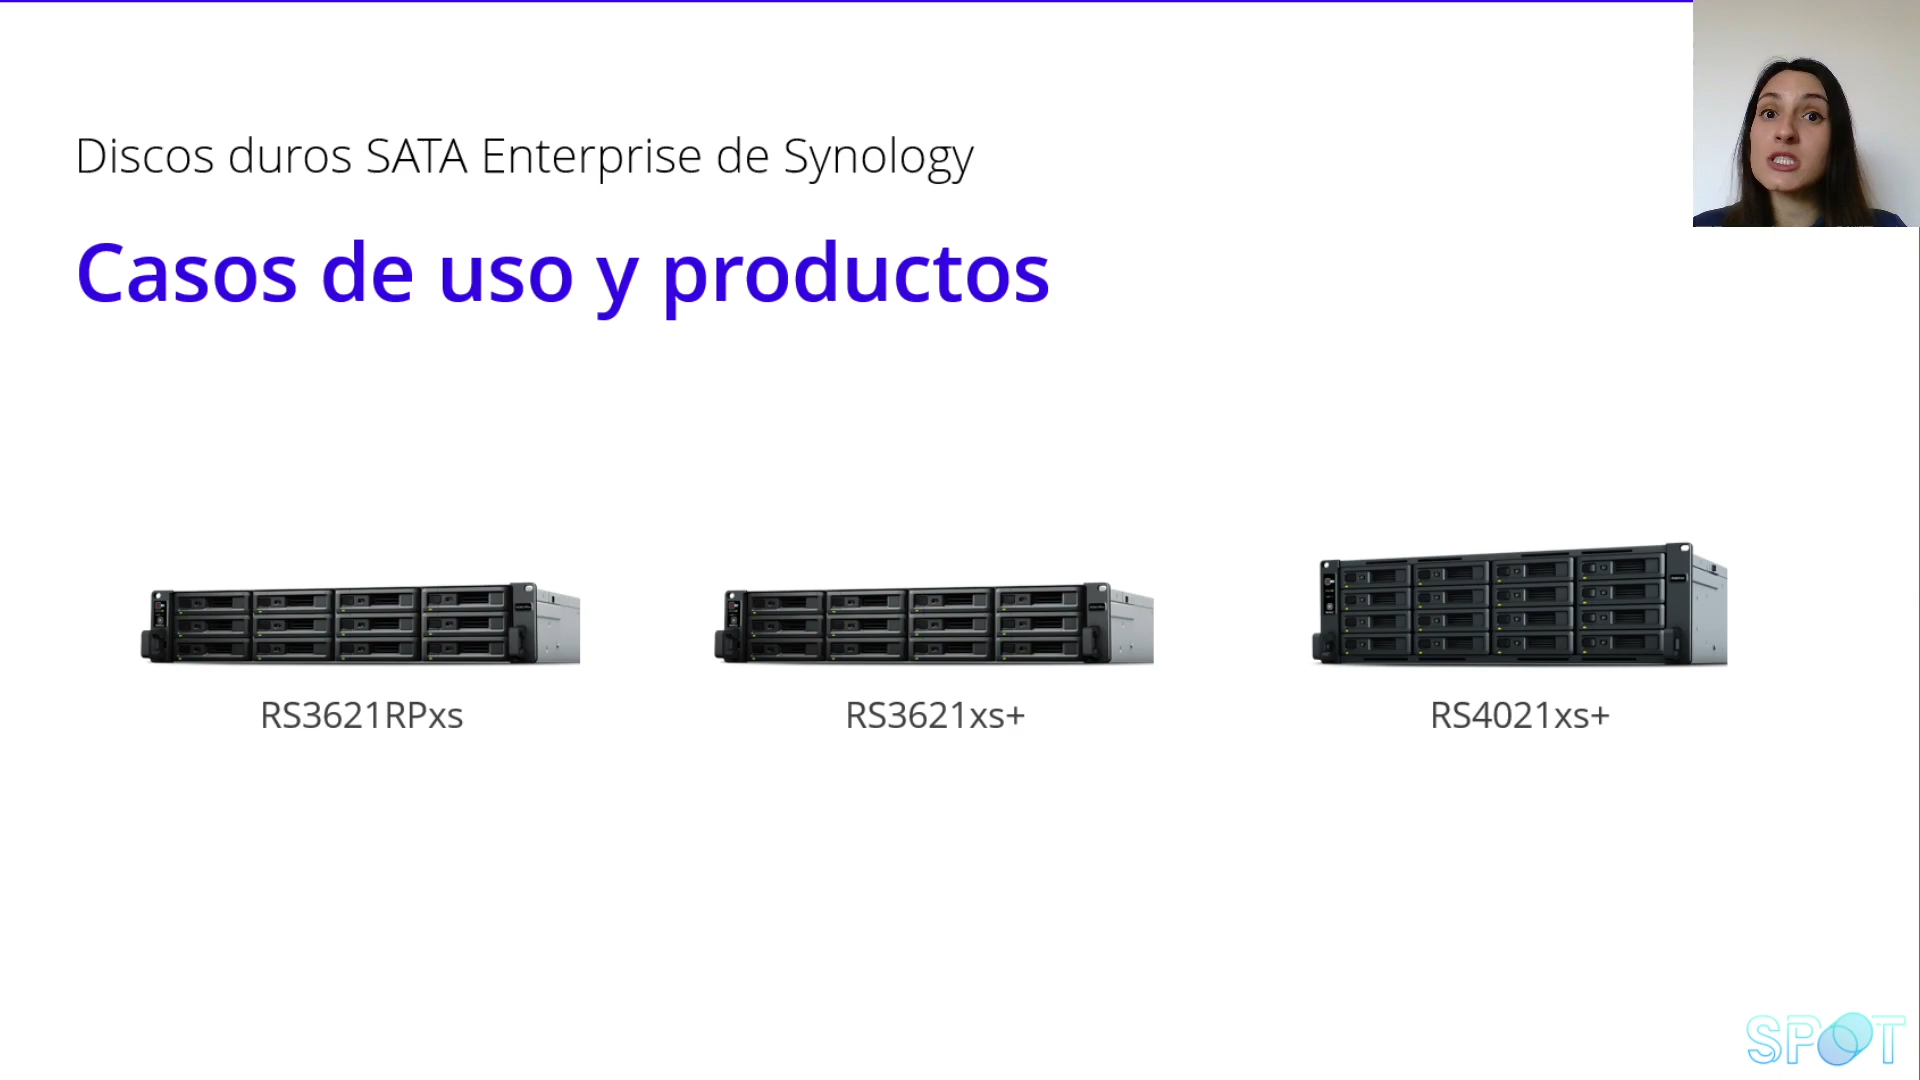 Discos duros SATA Enterprise de Synology
Casos de uso y productos
RS3621RPxs
RS3621xs+
RS4021xs+
SPOT